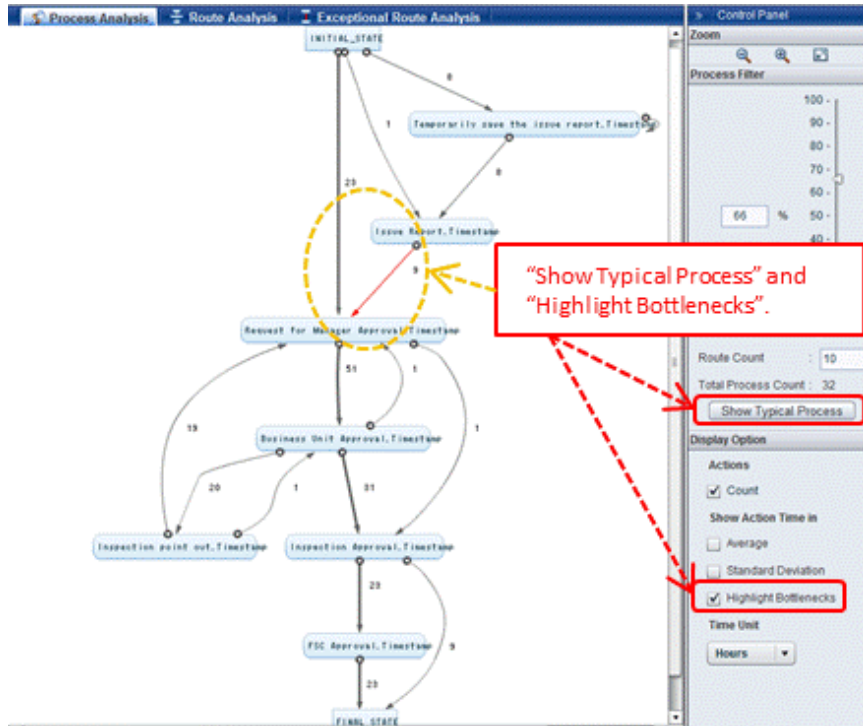 Process Analysis
Route Analysis
Exceptional Route Analysis
» Control Panel
Zoom
Process Filter
INITIAL_STATE
100 -
8
90 -
Temporarily save the issue report,Timestamp
1
80 -
70 -
8
60 -
23
66 % 50 -
Issue Report,Timestamp
40 -
9
"Show Typical Process" and
"Highlight Bottlenecks".
Request for Manager Approval,Timestamp
Route Count : 10
51
1
Total Process Count : 32
Show Typical Process
19
1
Business Unit Approval,Timestamp
Display Option
Actions
20
1
31
Count
Show Action Time in
Inspection point out,Timestamp
Inspection Approval,Timestamp
Average
Standard Deviation
23
Highlight Bottlenecks
Time Unit
FSC Approval,Timestamp
9
Hours
23
FINAL_STATE